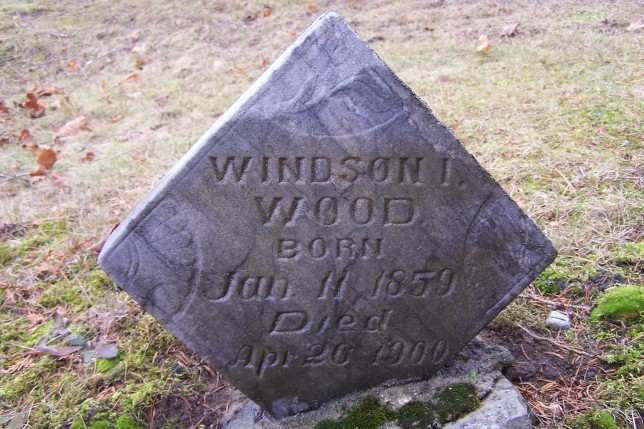 WINDSON I.
WOOD
BORN
Jan. 11 1859
Died
Apr 26 1900